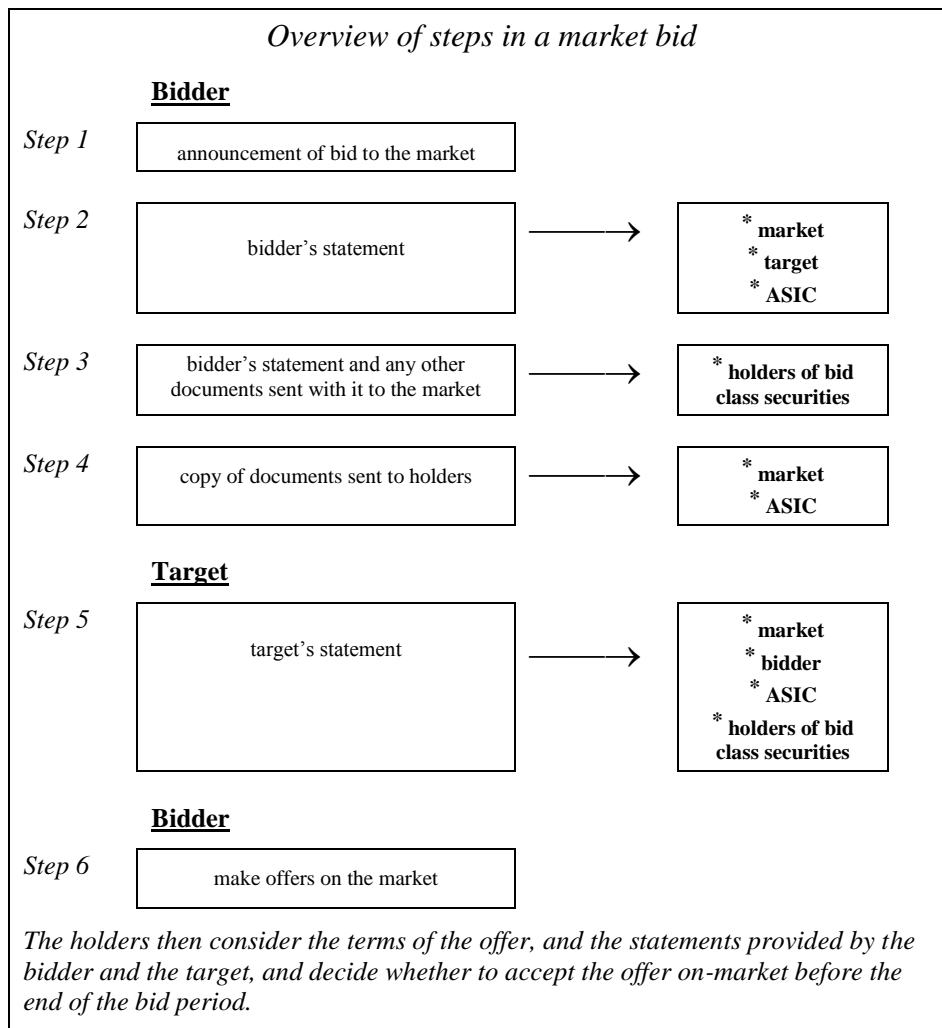 Overview of steps in a market bid
Bidder
Step 1
announcement of bid to the market
Step 2
bidder’s statement
* market
* target
* ASIC
Step 3
bidder’s statement and any other
documents sent with it to the market
* holders of bid
class securities
Step 4
copy of documents sent to holders
* market
* ASIC
Target
Step 5
target’s statement
* market
* bidder
* ASIC
* holders of bid
class securities
Bidder
Step 6
make offers on the market
The holders then consider the terms of the offer, and the statements provided by the
bidder and the target, and decide whether to accept the offer on-market before the
end of the bid period.